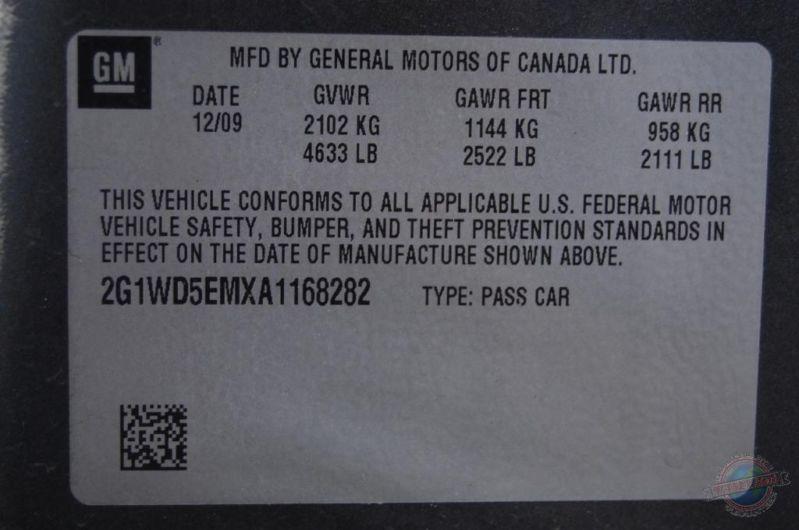 GM ®
MFD BY GENERAL MOTORS OF CANADA LTD.
DATE GVWR GAWR FRT GAWR RR
12/09 2102 KG 1144 KG 958 KG
4633 LB 2522 LB 2111 LB
THIS VEHICLE CONFORMS TO ALL APPLICABLE U.S. FEDERAL MOTOR
VEHICLE SAFETY, BUMPER, AND THEFT PREVENTION STANDARDS IN
EFFECT ON THE DATE OF MANUFACTURE SHOWN ABOVE.
2G1WD5EMXA1168282 TYPE: PASS CAR